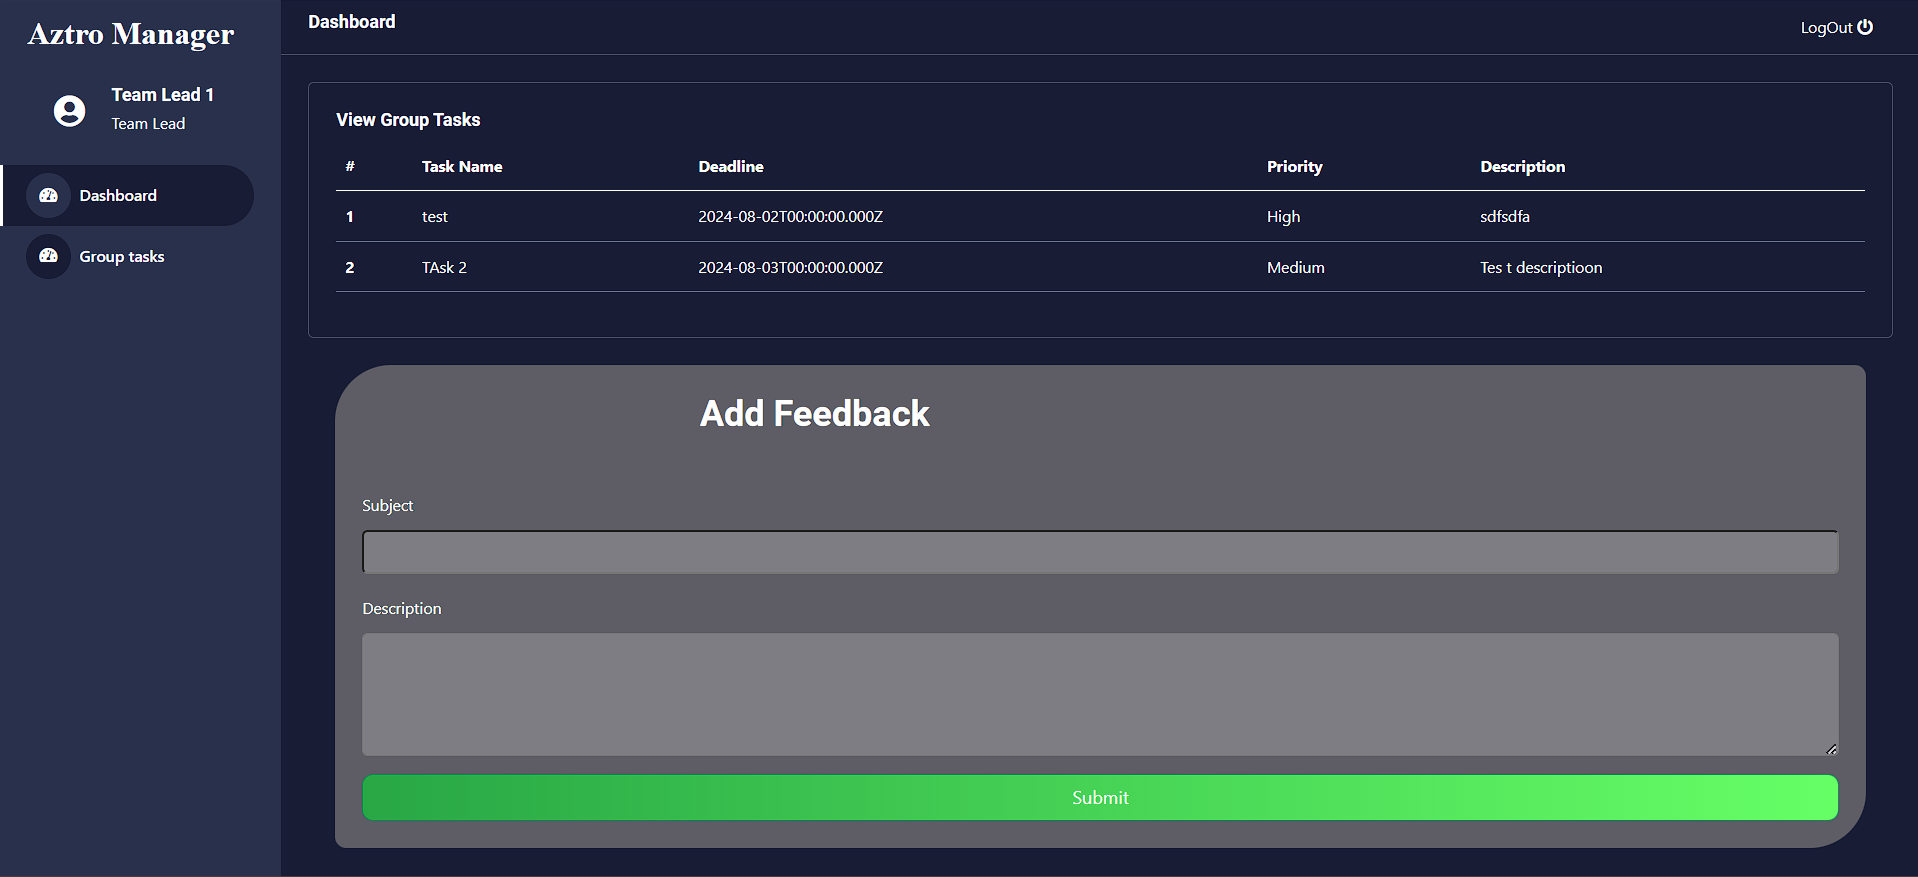 Aztro Manager
Team Lead 1
Team Lead
Dashboard
Group tasks
Dashboard
LogOut
View Group Tasks
# Task Name Deadline Priority Description
1 test 2024-08-02T00:00:00.000Z High sdfsdfa
2 TAsk 2 2024-08-03T00:00:00.000Z Medium Tes t descriptioon
Add Feedback
Subject
Description
Submit